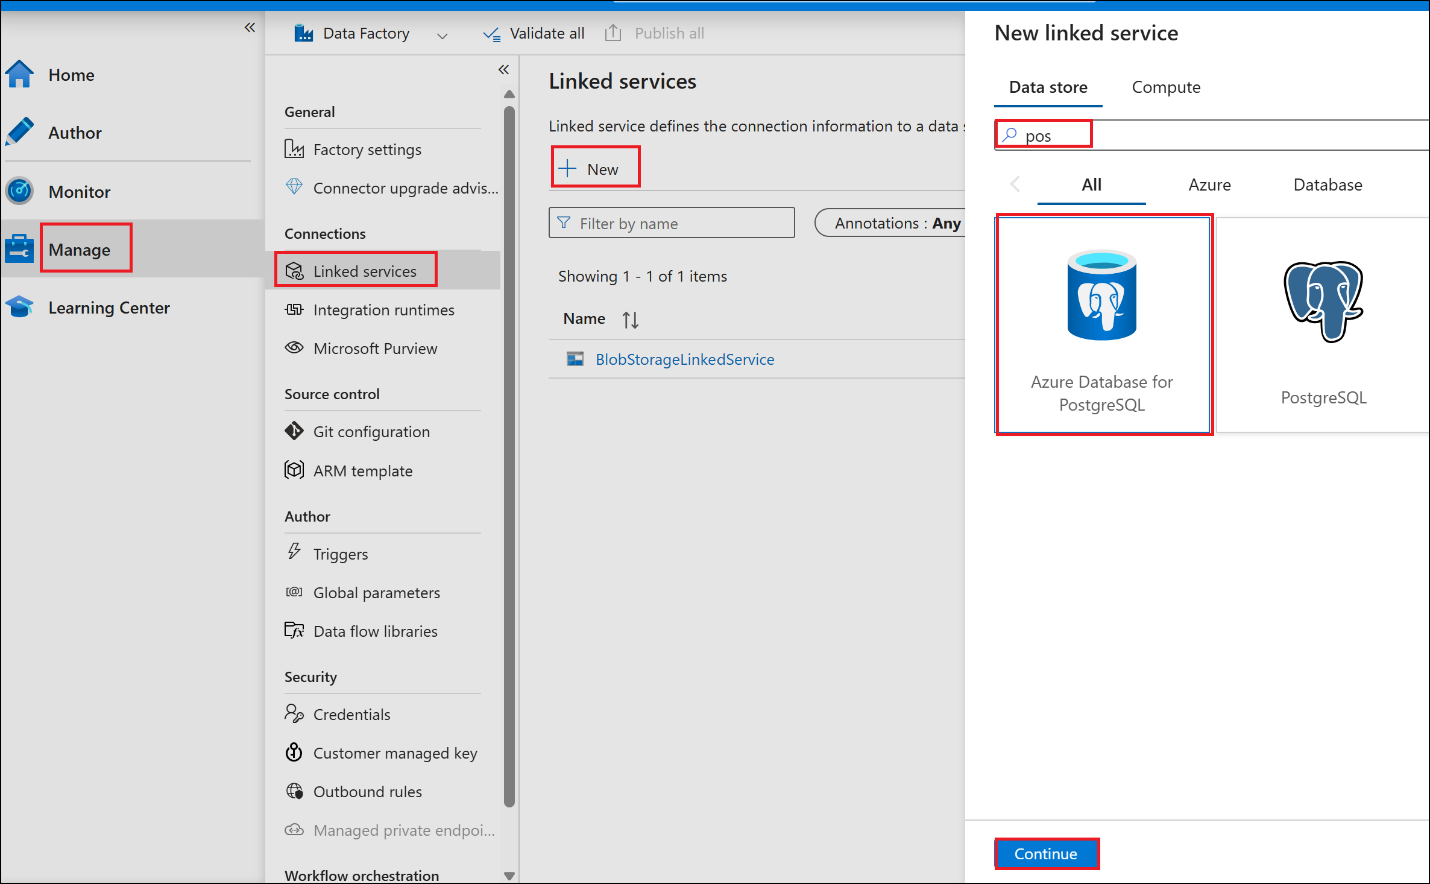 Home
Author
Monitor
Manage
Learning Center
Data Factory
Validate all
Publish all
General
Factory settings
Connector upgrade advis...
Connections
Linked services
Integration runtimes
Microsoft Purview
Source control
Git configuration
ARM template
Author
Triggers
Global parameters
Data flow libraries
Security
Credentials
Customer managed key
Outbound rules
Managed private endpoi...
Workflow orchestration
Linked services
Linked service defines the connection information to a data
New
Filter by name
Annotations : Any
Showing 1 - 1 of 1 items
Name
BlobStorageLinkedService
New linked service
Data store
Compute
pos
All
Azure
Database
Azure Database for
PostgreSQL
PostgreSQL
Continue